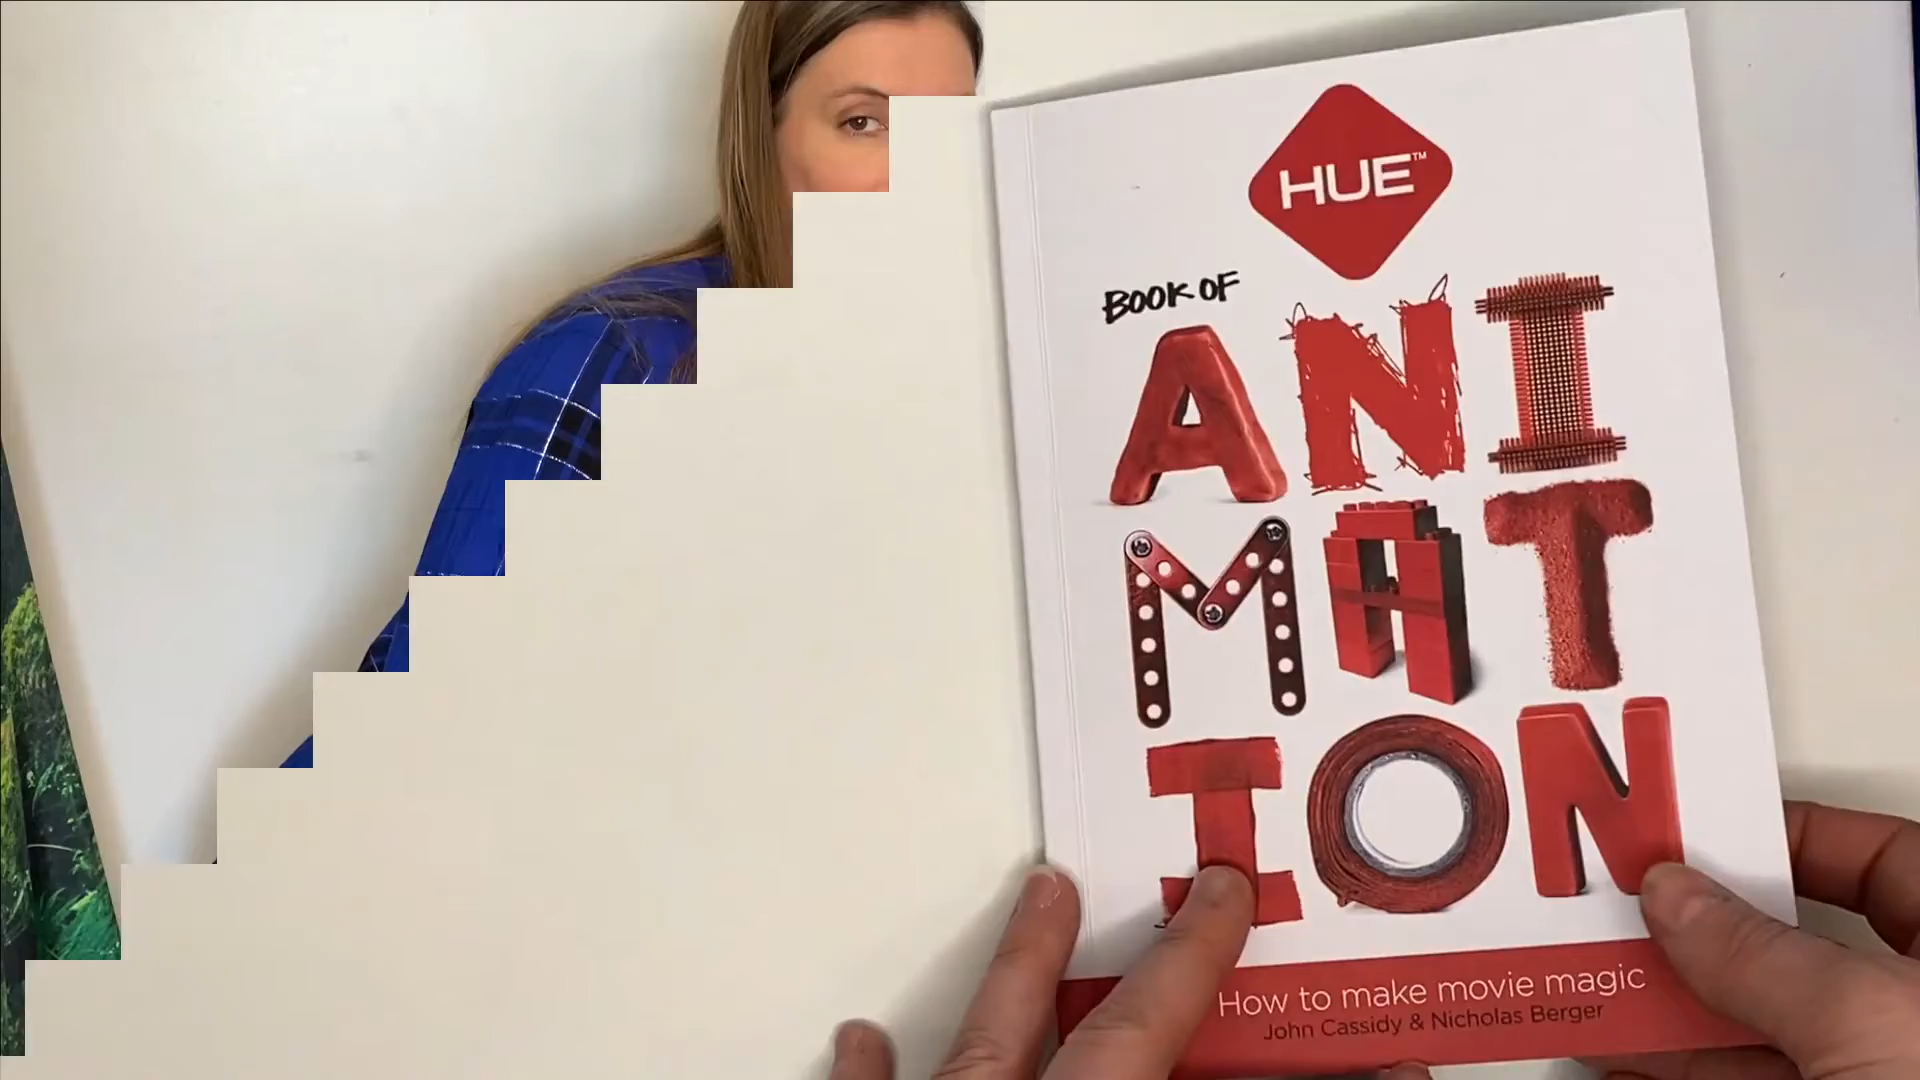 HUE™
BOOK OF
ANI
MAT
ION
How to make movie magic
John Cassidy & Nicholas Berger